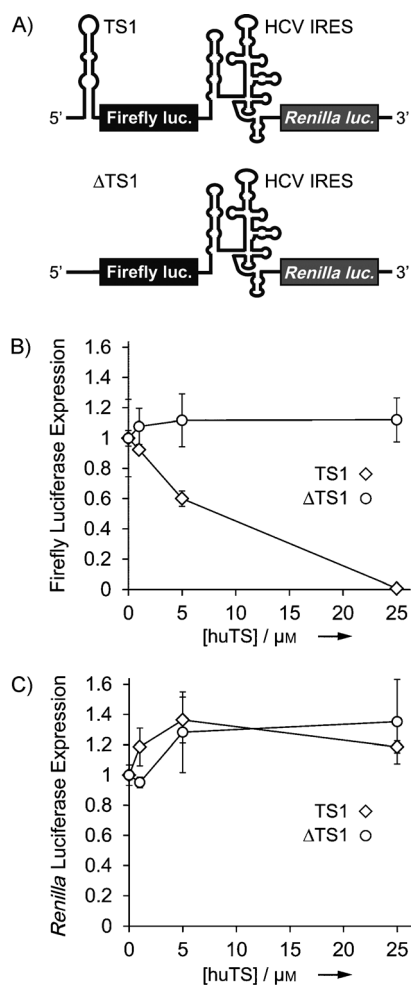 A)
TS1
HCV IRES
5' Firefly luc. Renilla luc. 3'
ΔTS1
HCV IRES
5' Firefly luc. Renilla luc. 3'
B)
Firefly Luciferase Expression
1.6
1.4
1.2
1
0.8
0.6
0.4
0.2
0
TS1
ΔTS1
0 5 10 15 20 25
[huTS] / μM
C)
Renilla Luciferase Expression
1.6
1.4
1.2
1
0.8
0.6
0.4
0.2
0
TS1
ΔTS1
0 5 10 15 20 25
[huTS] / μM